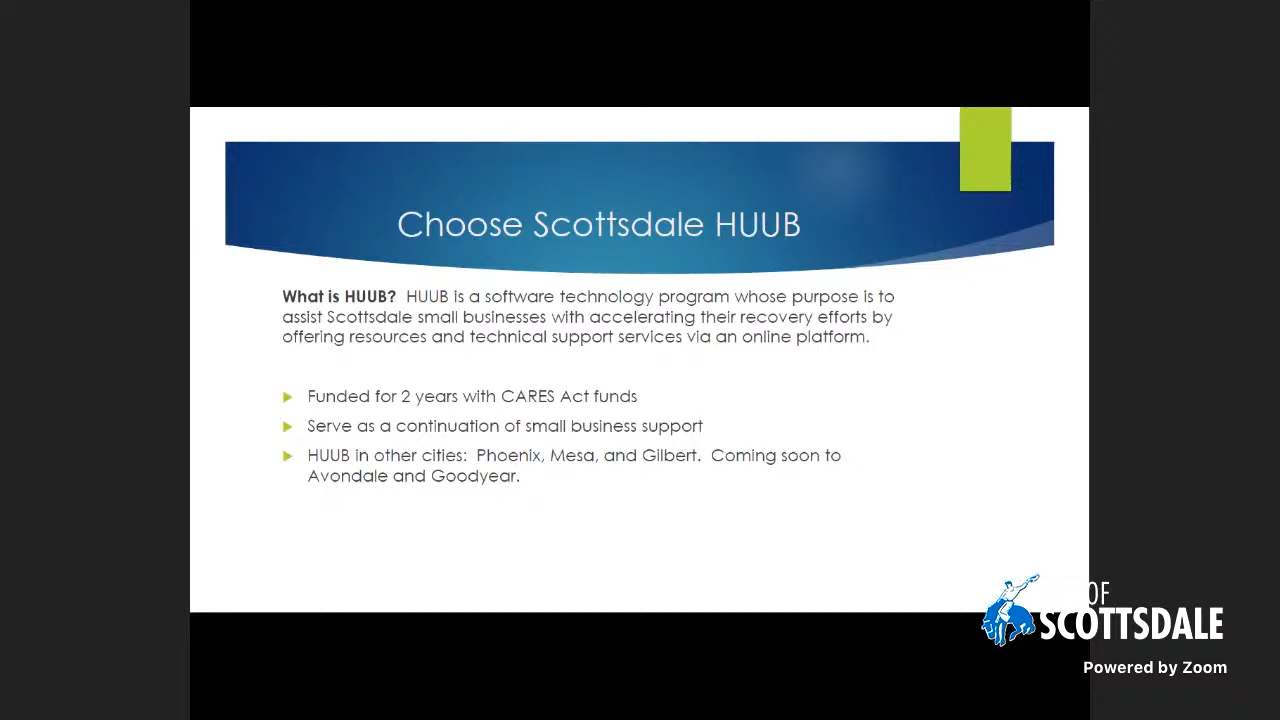 Choose Scottsdale HUUB
What is HUUB?  HUUB is a software technology program whose purpose is to
assist Scottsdale small businesses with accelerating their recovery efforts by
offering resources and technical support services via an online platform.
Funded for 2 years with CARES Act funds
Serve as a continuation of small business support
HUUB in other cities:  Phoenix, Mesa, and Gilbert.  Coming soon to
Avondale and Goodyear.
OF
SCOTTSDALE
Powered by Zoom